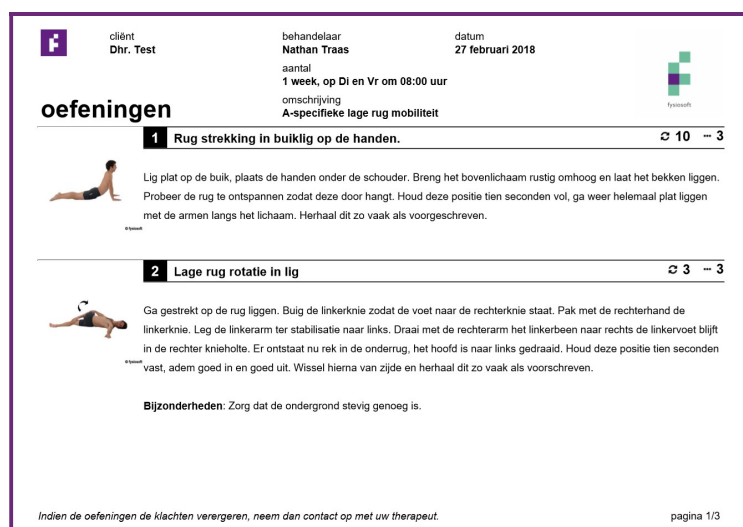 cliënt
Dhr. Test
behandelaar
Nathan Traas
datum
27 februari 2018
aantal
1 week, op Di en Vr om 08:00 uur
omschrijving
A-specifieke lage rug mobiliteit
fysiosoft
oefeningen
1 Rug strekking in buiklig op de handen. 10 3
Lig plat op de buik, plaats de handen onder de schouder. Breng het bovenlichaam rustig omhoog en laat het bekken liggen.
Probeer de rug te ontspannen zodat deze door hangt. Houd deze positie tien seconden vol, ga weer helemaal plat liggen
met de armen langs het lichaam. Herhaal dit zo vaak als voorgeschreven.
© fysiosoft
2 Lage rug rotatie in lig 3 3
Ga gestrekt op de rug liggen. Buig de linkerknie zodat de voet naar de rechterknie staat. Pak met de rechterhand de
linkerknie. Leg de linkerarm ter stabilisatie naar links. Draai met de rechterarm het linkerbeen naar rechts de linkervoet blijft
in de rechter knieholte. Er ontstaat nu rek in de onderrug, het hoofd is naar links gedraaid. Houd deze positie tien seconden
vast, adem goed in en goed uit. Wissel hierna van zijde en herhaal dit zo vaak als voorschreven.
© fysiosoft
Bijzonderheden: Zorg dat de ondergrond stevig genoeg is.
Indien de oefeningen de klachten verergeren, neem dan contact op met uw therapeut.
pagina 1/3